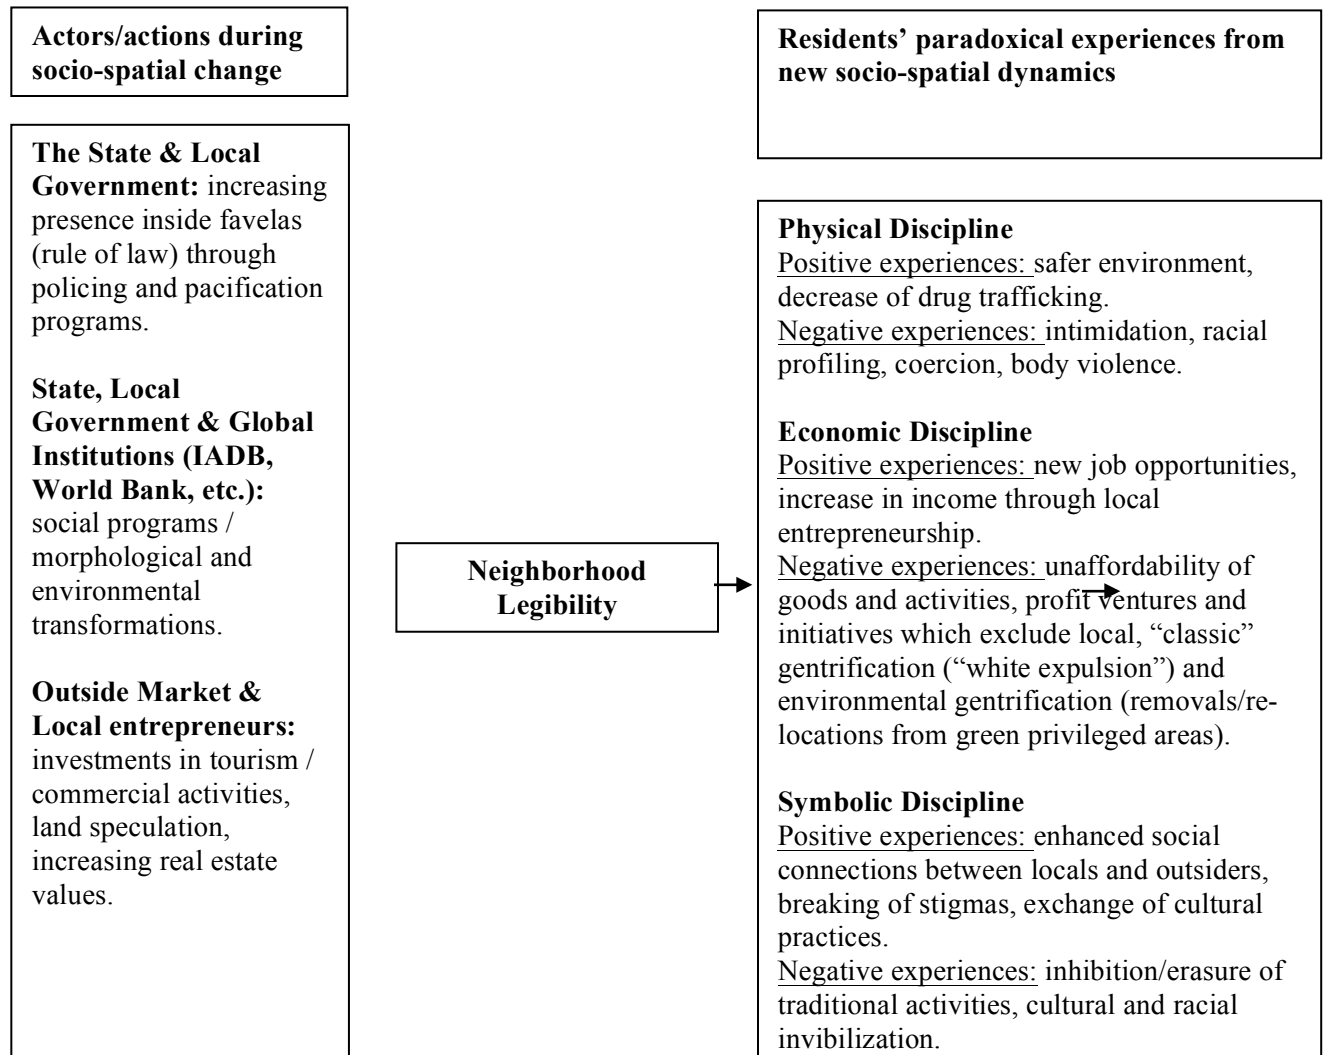 Actors/actions during
socio-spatial change
The State & Local
Government: increasing
presence inside favelas
(rule of law) through
policing and pacification
programs.
State, Local
Government & Global
Institutions (IADB,
World Bank, etc.):
social programs /
morphological and
environmental
transformations.
Outside Market &
Local entrepreneurs:
investments in tourism /
commercial activities,
land speculation,
increasing real estate
values.
Neighborhood
Legibility
Residents’ paradoxical experiences from
new socio-spatial dynamics
Physical Discipline
Positive experiences: safer environment,
decrease of drug trafficking.
Negative experiences: intimidation, racial
profiling, coercion, body violence.
Economic Discipline
Positive experiences: new job opportunities,
increase in income through local
entrepreneurship.
Negative experiences: unaffordability of
goods and activities, profit ventures and
initiatives which exclude local, “classic”
gentrification (“white expulsion”) and
environmental gentrification (removals/re-
locations from green privileged areas).
Symbolic Discipline
Positive experiences: enhanced social
connections between locals and outsiders,
breaking of stigmas, exchange of cultural
practices.
Negative experiences: inhibition/erasure of
traditional activities, cultural and racial
invibilization.